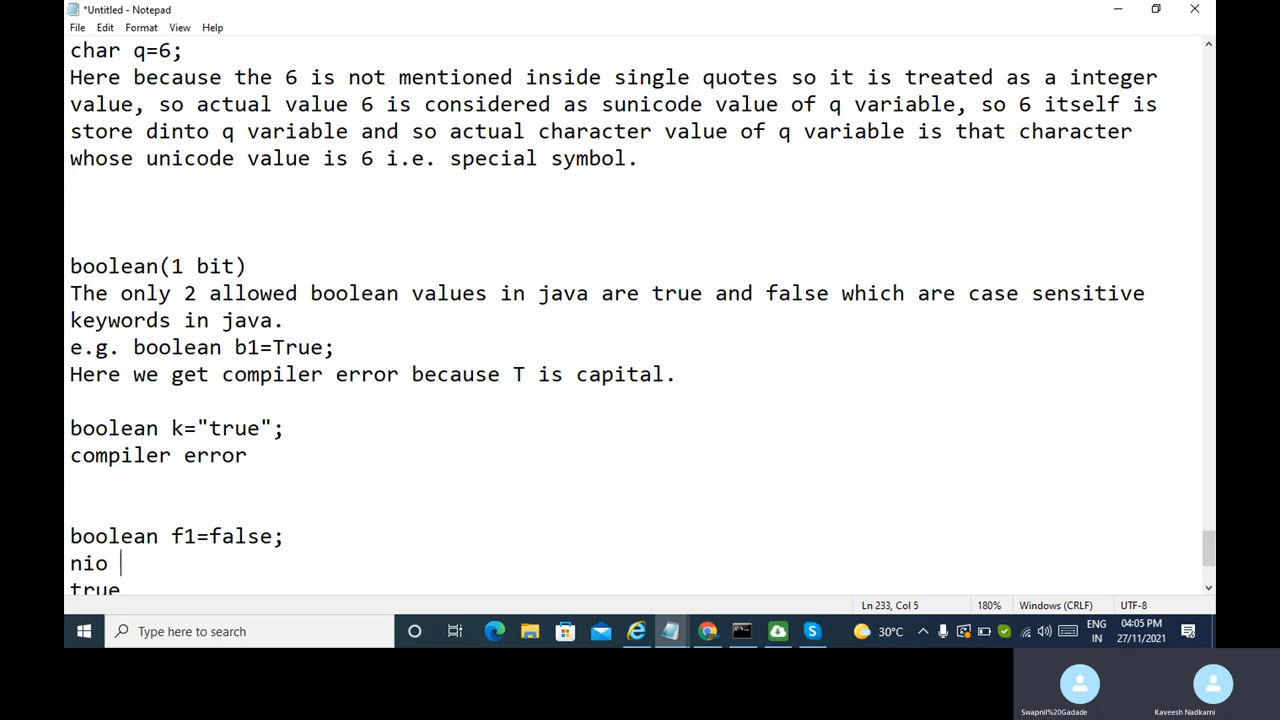 *Untitled - Notepad
File Edit Format View Help
char q=6;
Here because the 6 is not mentioned inside single quotes so it is treated as a integer
value, so actual value 6 is considered as sunicode value of q variable, so 6 itself is
store dinto q variable and so actual character value of q variable is that character
whose unicode value is 6 i.e. special symbol.
boolean(1 bit)
The only 2 allowed boolean values in java are true and false which are case sensitive
keywords in java.
e.g. boolean b1=True;
Here we get compiler error because T is capital.
boolean k="true";
compiler error
boolean f1=false;
nio
true
Ln 233, Col 5 180% Windows (CRLF) UTF-8
Type here to search 30°C ENG IN 04:05 PM 27/11/2021
Swapnil%20Gadade Kaveesh Nadkarni